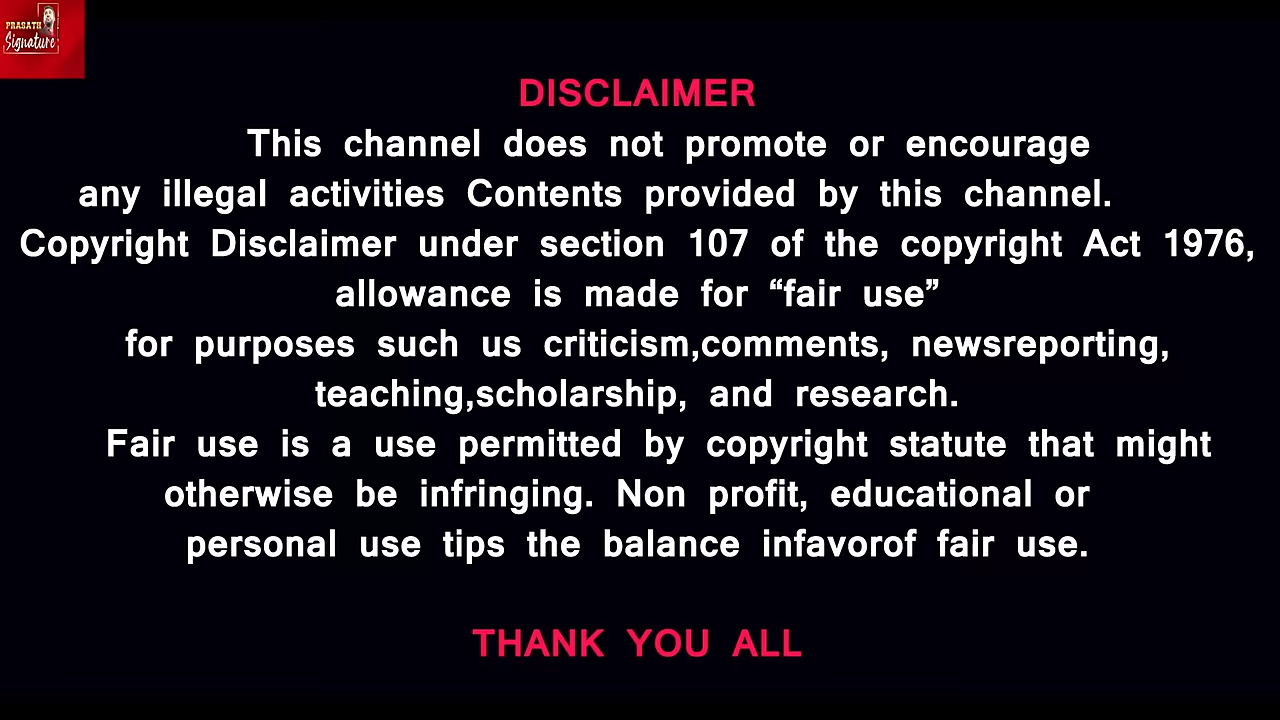 PRASATH
Signature
DISCLAIMER
This channel does not promote or encourage
any illegal activities Contents provided by this channel.
Copyright Disclaimer under section 107 of the copyright Act 1976,
allowance is made for “fair use”
for purposes such us criticism,comments, newsreporting,
teaching,scholarship, and research.
Fair use is a use permitted by copyright statute that might
otherwise be infringing. Non profit, educational or
personal use tips the balance infavorof fair use.
THANK YOU ALL